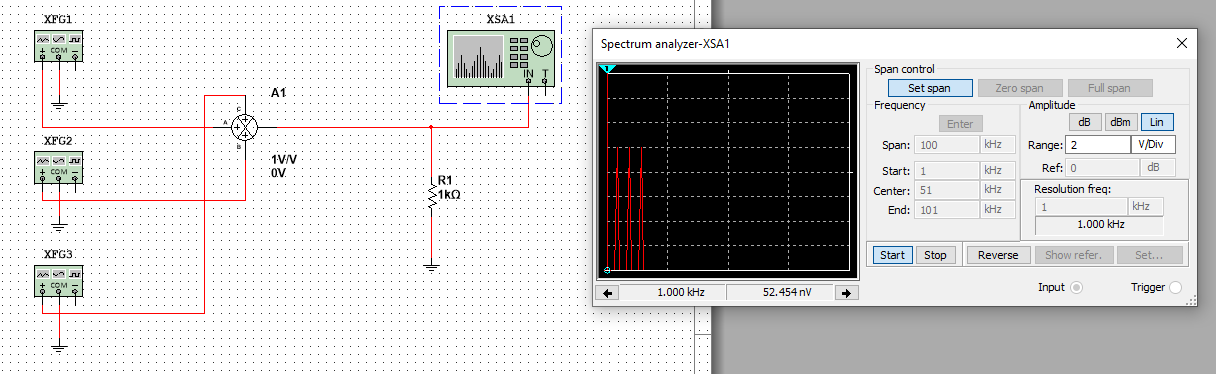 XFG1
+ COM −
XSA1
IN T
A1
C
A
B
1V/V
0V
XFG2
+ COM −
R1
1kΩ
XFG3
+ COM −
Spectrum analyzer-XSA1
1
1.000 kHz
52.454 nV
Span control
Set span
Zero span
Full span
Frequency
Enter
Span: 100 kHz
Start: 1 kHz
Center: 51 kHz
End: 101 kHz
Amplitude
dB dBm Lin
Range: 2 V/Div
Ref: 0 dB
Resolution freq:
1 kHz
1.000 kHz
Start
Stop
Reverse
Show refer.
Set...
Input
Trigger